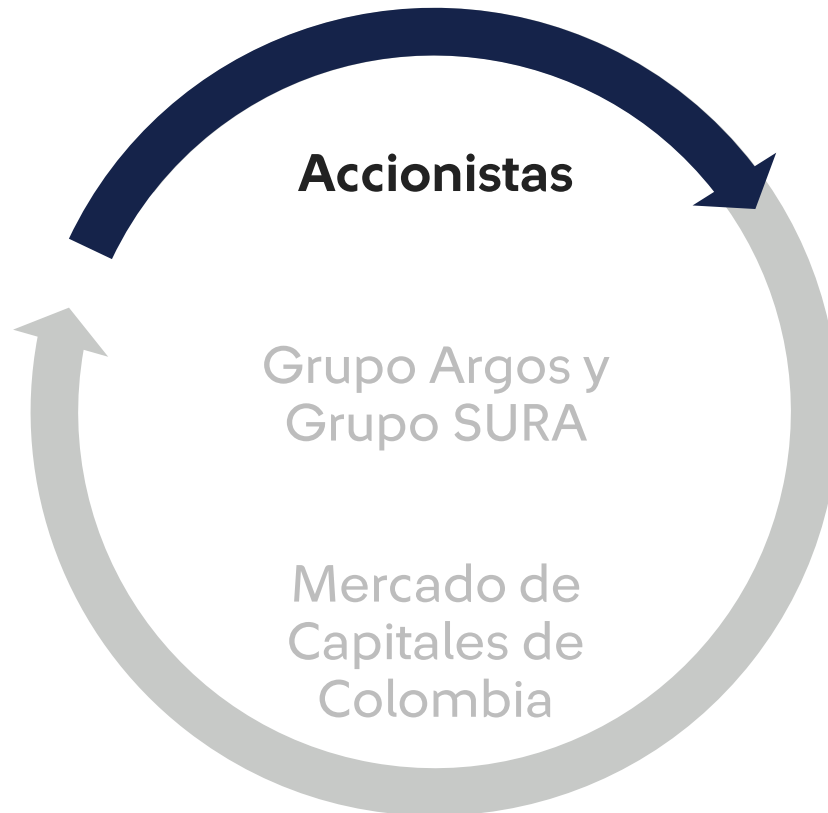 Accionistas
Grupo Argos y
Grupo SURA
Mercado de
Capitales de
Colombia